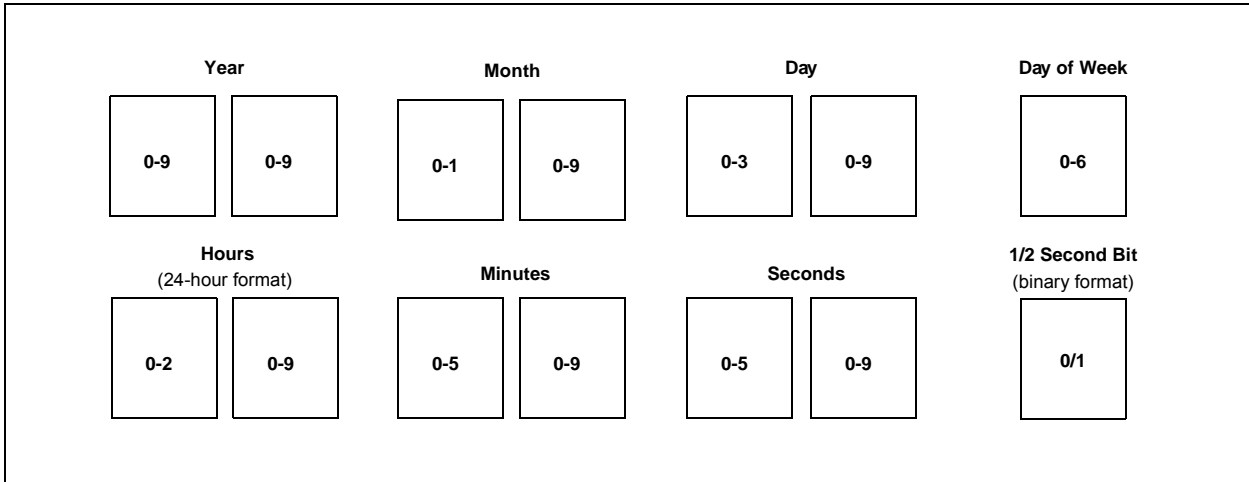 Year
Month
Day
Day of Week
0-9
0-9
0-1
0-9
0-3
0-9
0-6
Hours
(24-hour format)
Minutes
Seconds
1/2 Second Bit
(binary format)
0-2
0-9
0-5
0-9
0-5
0-9
0/1